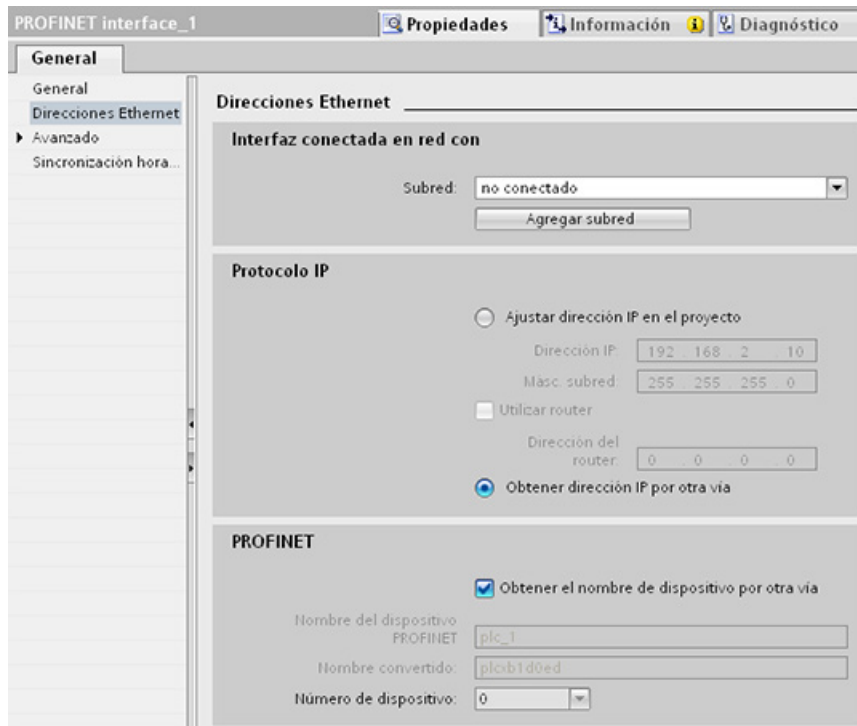 PROFINET interface_1
Propiedades
Información
Diagnóstico
General
General
Direcciones Ethernet
Avanzado
Sincronización hora...
Direcciones Ethernet
Interfaz conectada en red con
Subred: no conectado
Agregar subred
Protocolo IP
Ajustar dirección IP en el proyecto
Dirección IP: 192 . 168 . 2 . 10
Másc. subred: 255 . 255 . 255 . 0
Utilizar router
Dirección del
router: 0 . 0 . 0 . 0
Obtener dirección IP por otra vía
PROFINET
Obtener el nombre de dispositivo por otra vía
Nombre del dispositivo
PROFINET plc_1
Nombre convertido: plcxb1d0ed
Número de dispositivo: 0